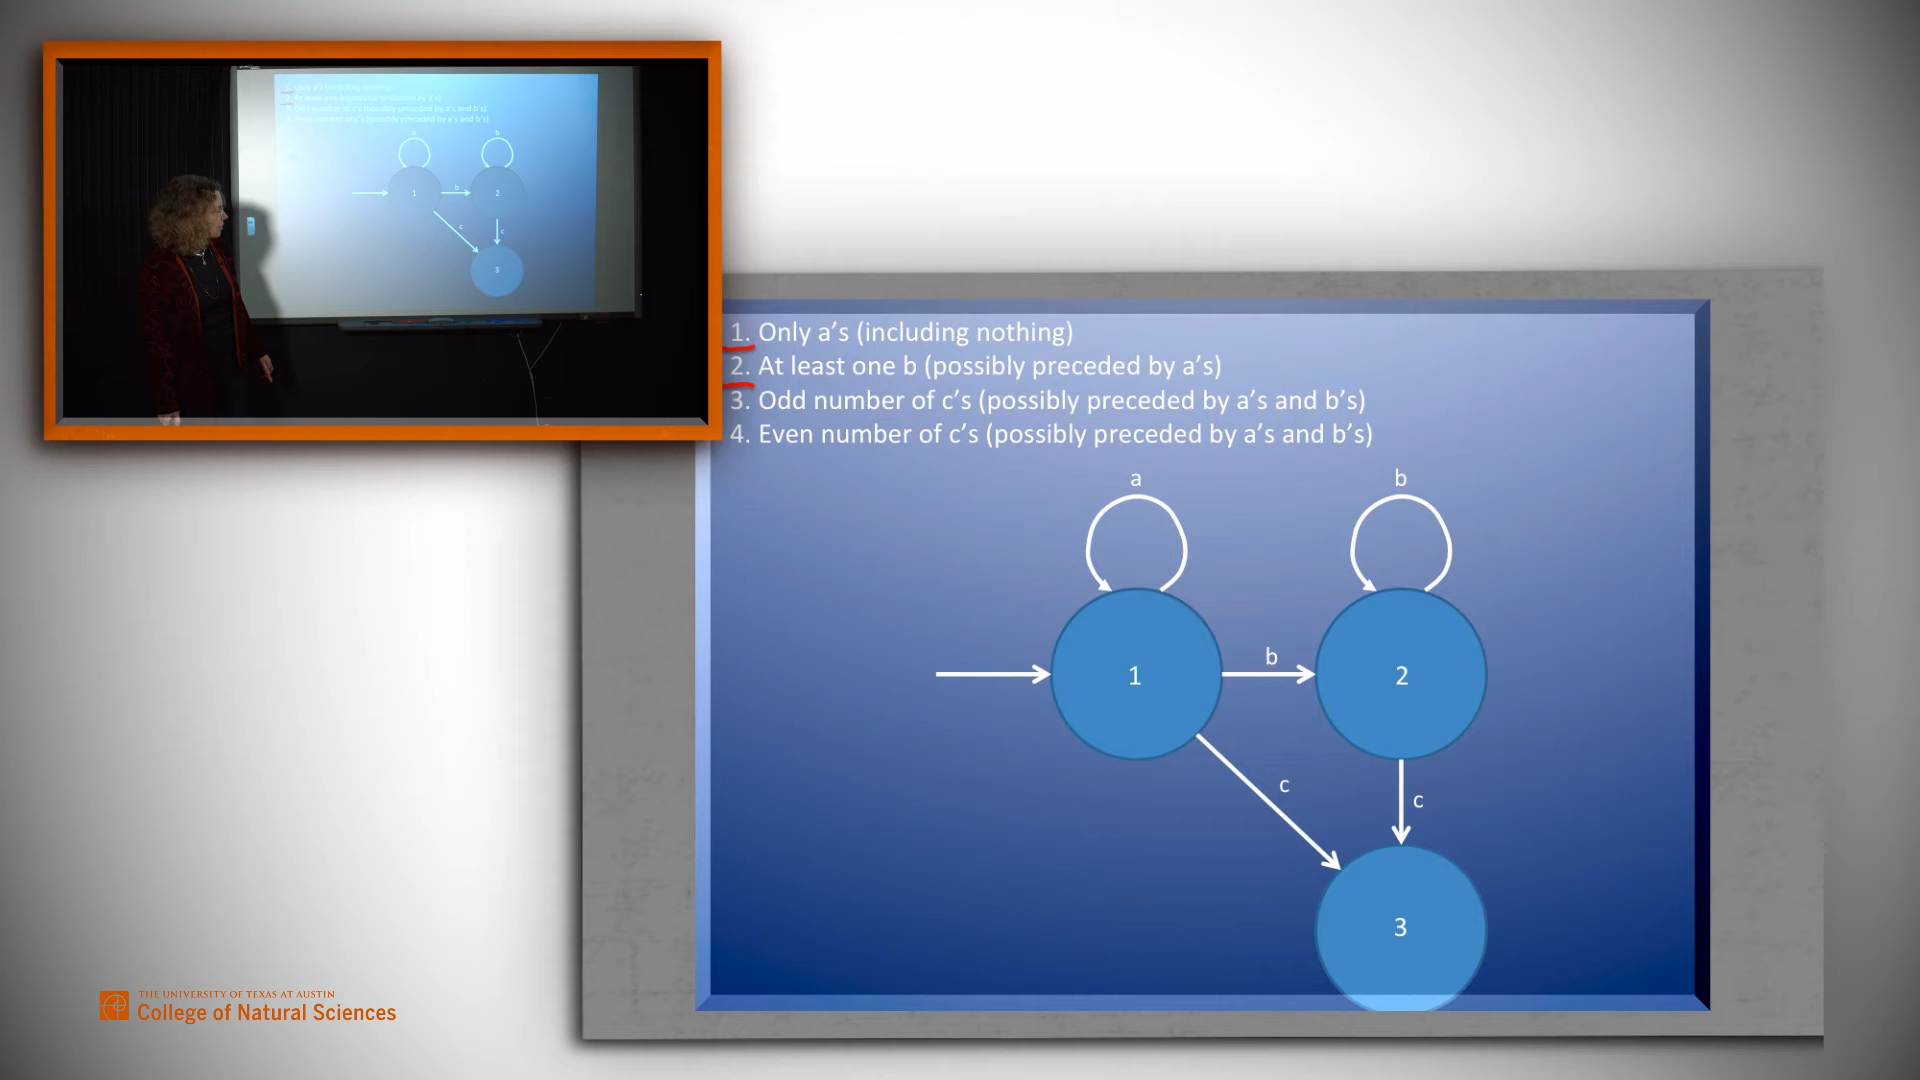 1. Only a's (including nothing)
2. At least one b (possibly preceded by a's)
3. Odd number of c's (possibly preceded by a's and b's)
4. Even number of c's (possibly preceded by a's and b's)
a
b
1
b
2
c
c
3
THE UNIVERSITY OF TEXAS AT AUSTIN
College of Natural Sciences